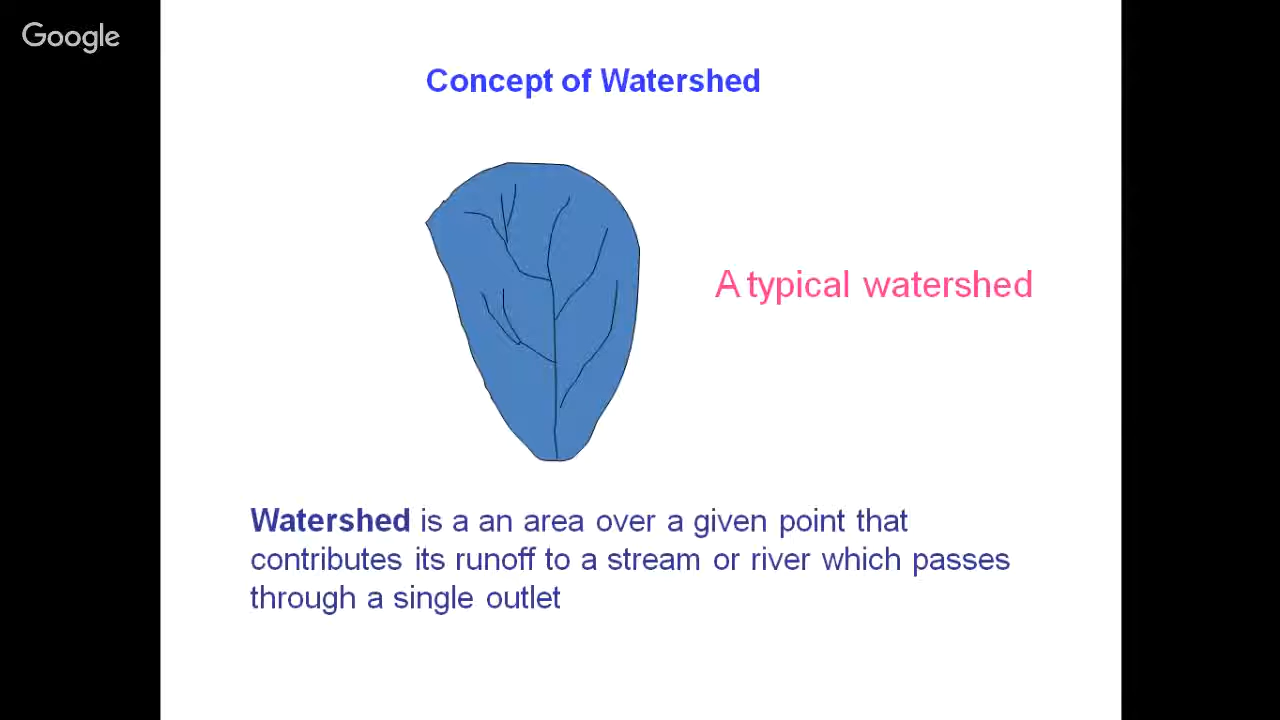 Google
Concept of Watershed
A typical watershed
Watershed is a an area over a given point that
contributes its runoff to a stream or river which passes
through a single outlet